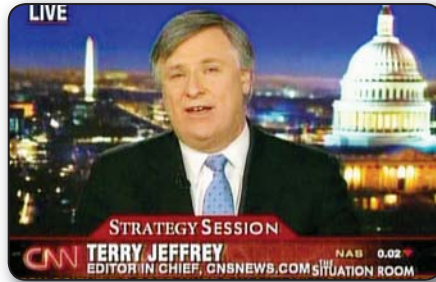 LIVE
STRATEGY SESSION
CNN TERRY JEFFREY NAS 0.02
EDITOR IN CHIEF, CNSNEWS.COM THE SITUATION ROOM